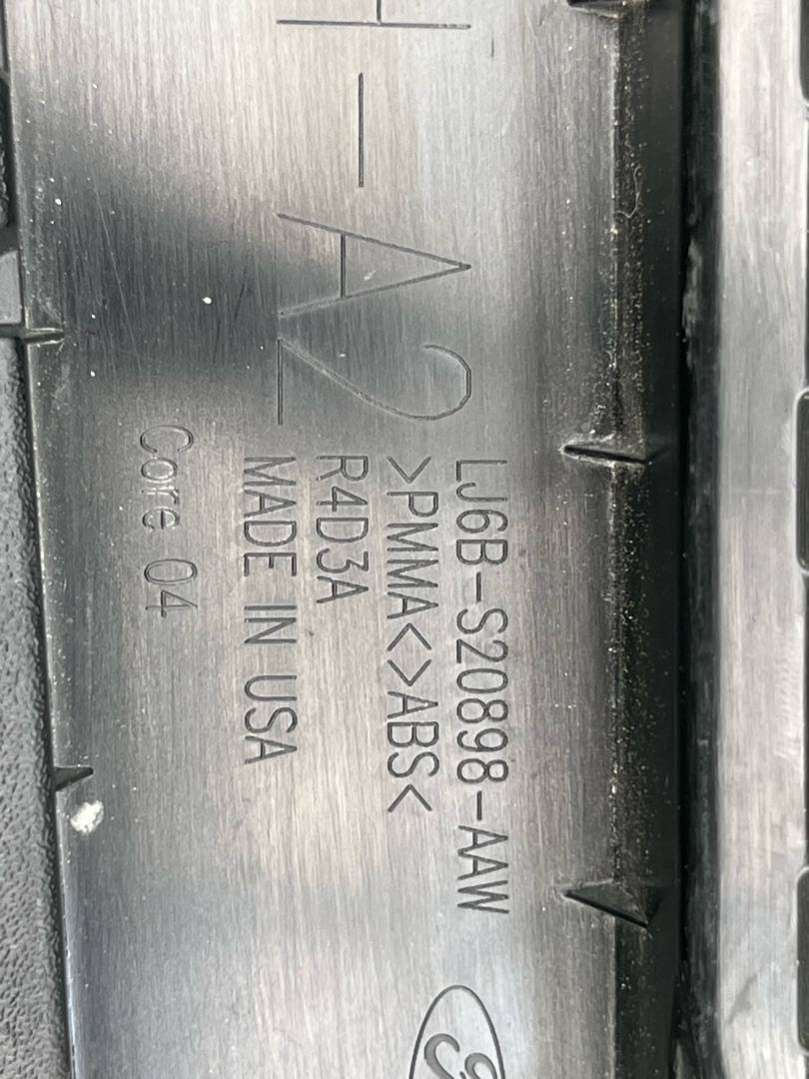 H-A2
LJ6B-S20898-AAW
>PMMA<>ABS<
R4D3A
MADE IN USA
Core 04